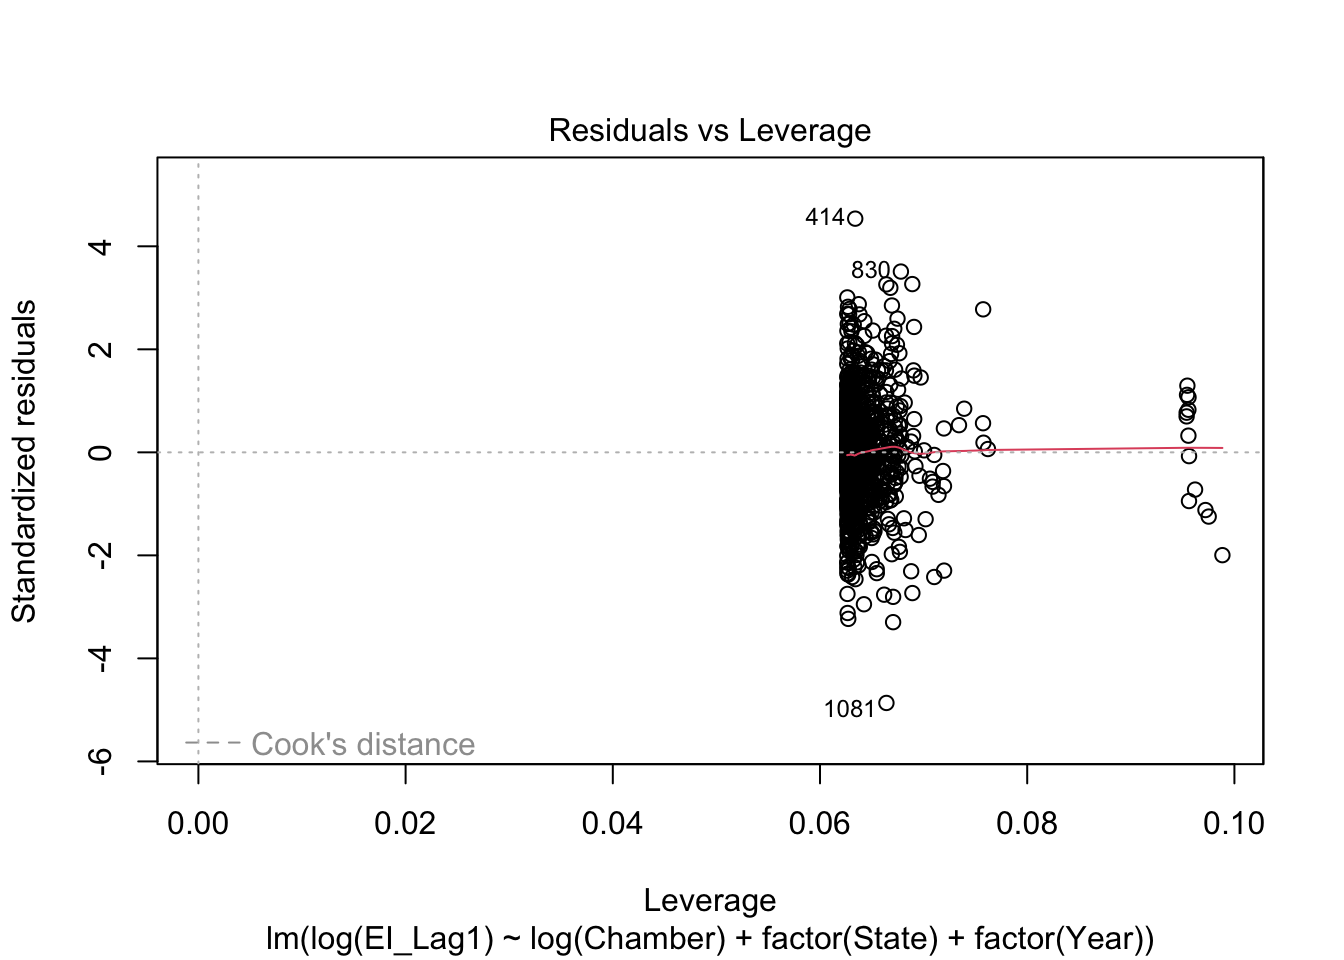 Residuals vs Leverage
414
830
1081
Cook's distance
Standardized residuals
4
2
0
-2
-4
-6
0.00 0.02 0.04 0.06 0.08 0.10
Leverage
lm(log(EI_Lag1) ~ log(Chamber) + factor(State) + factor(Year))